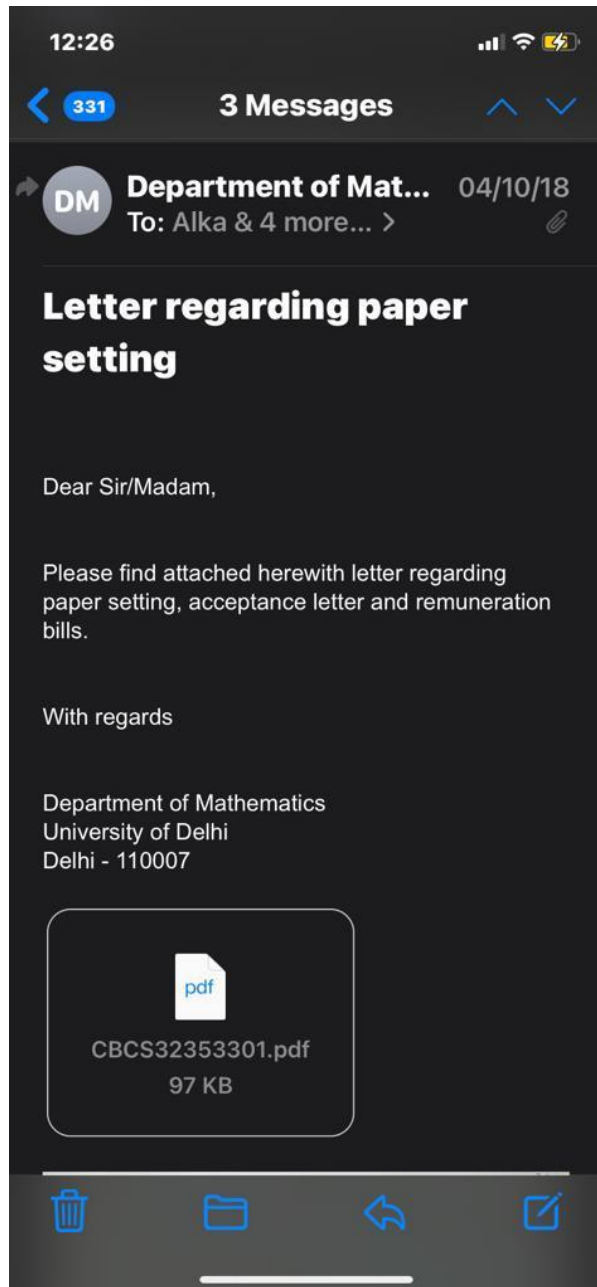 12:26
331
3 Messages
DM
Department of Mat...
04/10/18
To: Alka & 4 more... >
Letter regarding paper
setting
Dear Sir/Madam,
Please find attached herewith letter regarding
paper setting, acceptance letter and remuneration
bills.
With regards
Department of Mathematics
University of Delhi
Delhi - 110007
pdf
CBCS32353301.pdf
97 KB